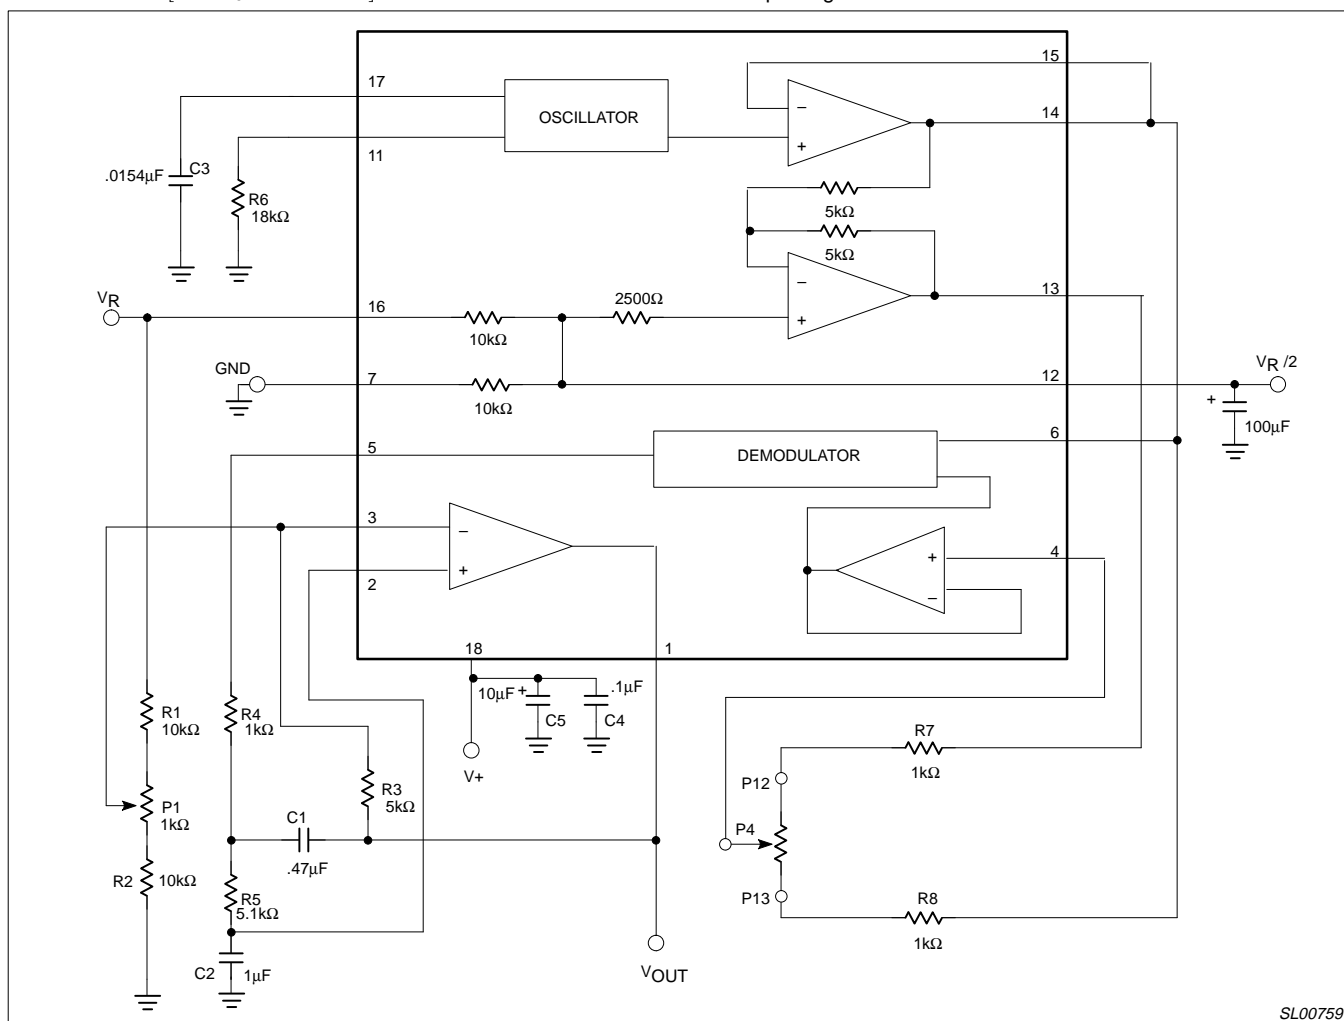 17
OSCILLATOR
15
−
14
+
11
C3
.0154µF
R6
18kΩ
5kΩ
5kΩ
−
13
+
VR
16
2500Ω
10kΩ
GND
7
10kΩ
12
VR/2
+
100µF
5
DEMODULATOR
6
3
−
+
2
4
+
−
18
1
10µF
+
C5
.1µF
C4
V+
R1
10kΩ
R4
1kΩ
R3
5kΩ
P1
1kΩ
C1
.47µF
R2
10kΩ
R5
5.1kΩ
C2
1µF
VOUT
R7
1kΩ
P12
P4
P13
R8
1kΩ
SL00759